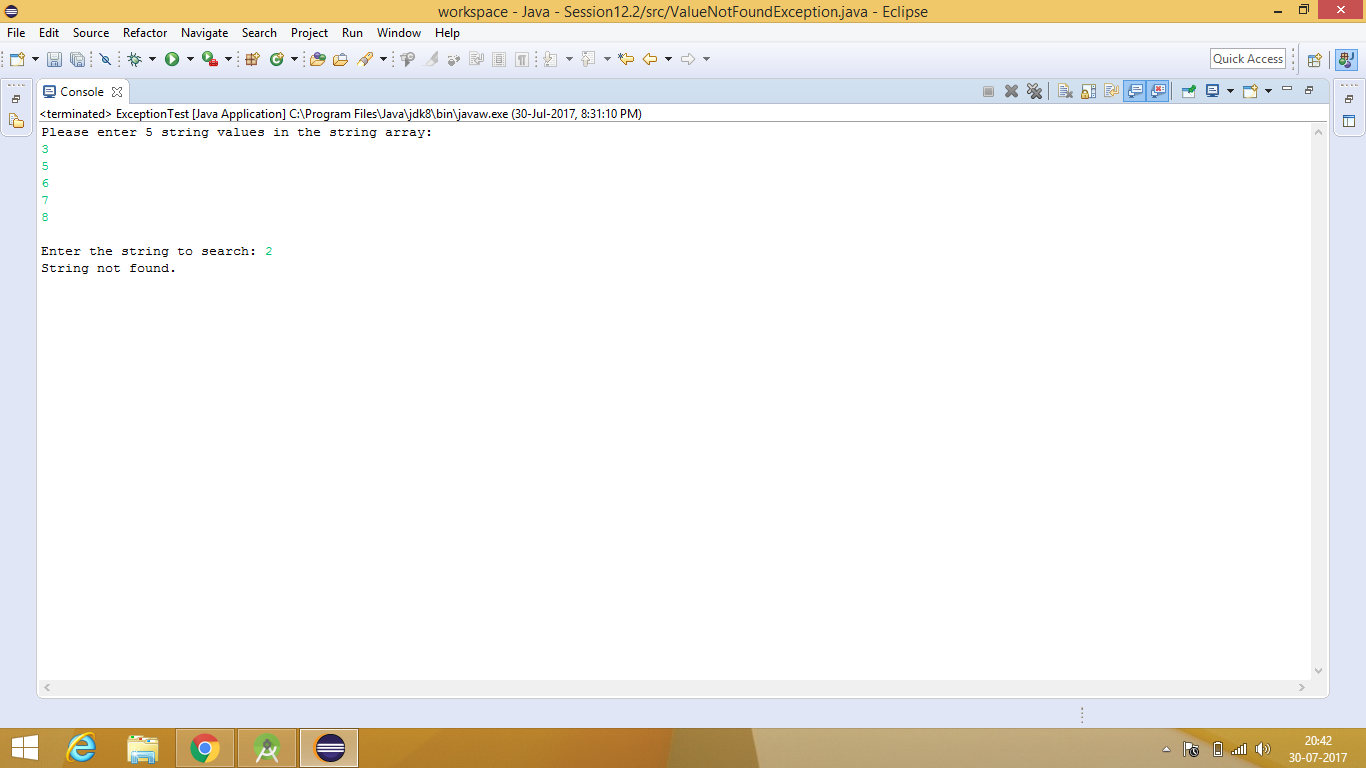 workspace - Java - Session12.2/src/ValueNotFoundException.java - Eclipse
File Edit Source Refactor Navigate Search Project Run Window Help
Quick Access
Console
<terminated> ExceptionTest [Java Application] C:\Program Files\Java\jdk8\bin\javaw.exe (30-Jul-2017, 8:31:10 PM)
Please enter 5 string values in the string array:
3
5
6
7
8
Enter the string to search: 2
String not found.
20:42
30-07-2017